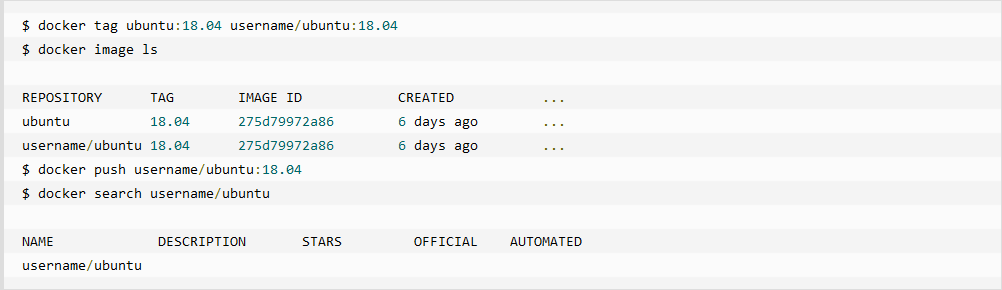 $ docker tag ubuntu:18.04 username/ubuntu:18.04
$ docker image ls
REPOSITORY      TAG        IMAGE ID            CREATED           ...
ubuntu          18.04      275d79972a86        6 days ago        ...
username/ubuntu 18.04      275d79972a86        6 days ago        ...
$ docker push username/ubuntu:18.04
$ docker search username/ubuntu
NAME             DESCRIPTION       STARS         OFFICIAL    AUTOMATED
username/ubuntu